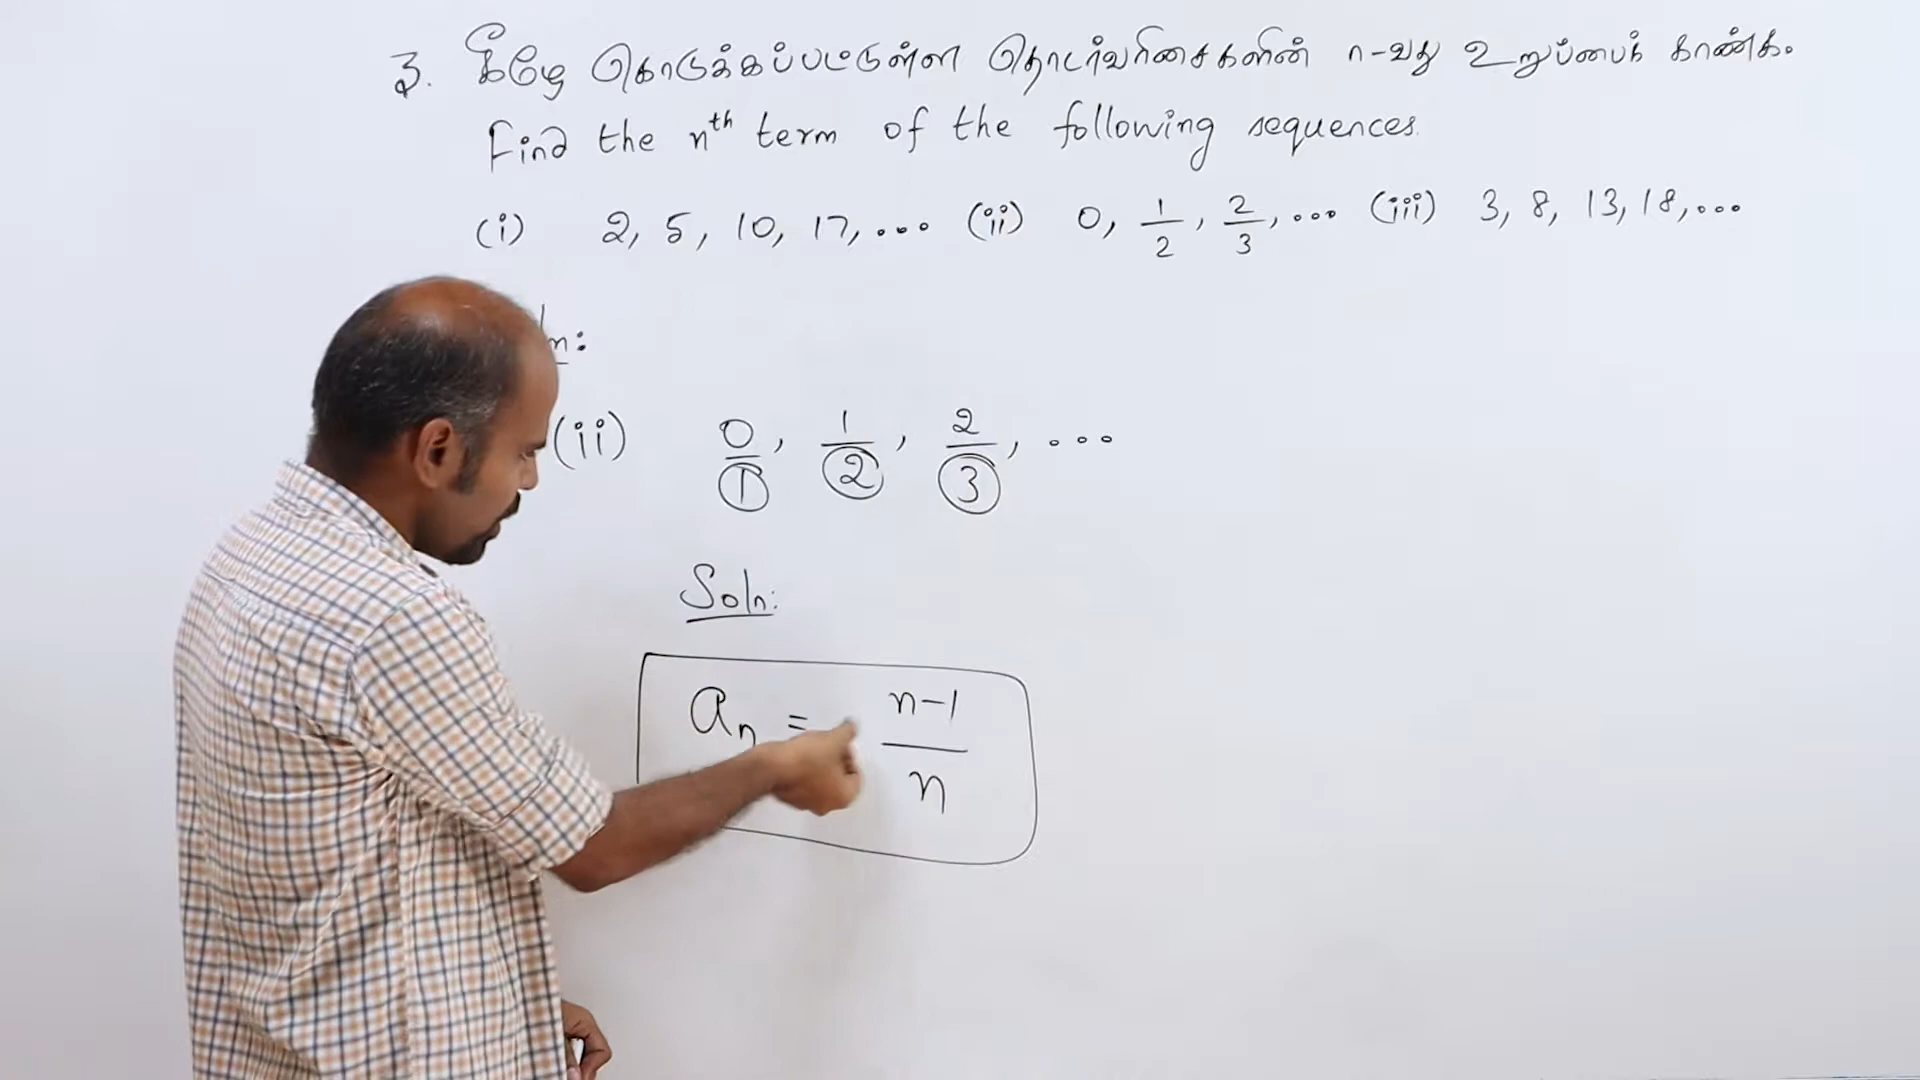 3. கீழே கொடுக்கப்பட்டுள்ள தொடர்வரிசைகளின் n-வது உறுப்பைக் காண்க.
Find the nth term of the following sequences.
(i) 2, 5, 10, 17, ... (ii) 0, 1/2, 2/3, ... (iii) 3, 8, 13, 18, ...
n:
(ii) 0/1, 1/2, 2/3, ...
Soln:
an = n-1/n